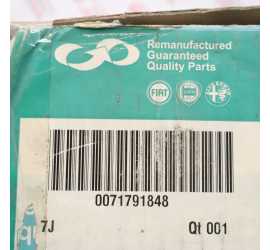 Remanufactured
Guaranteed
Quality Parts
FIAT
0071791848
7J
Qt 001